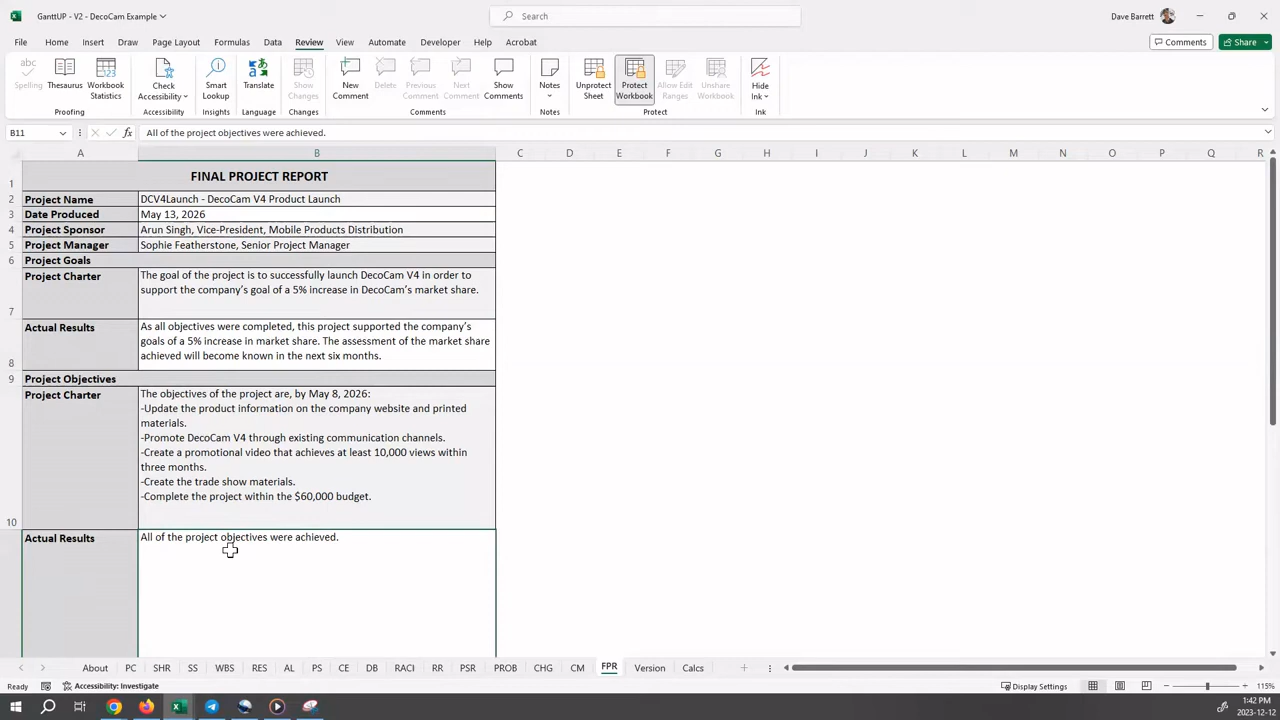 GanttUP - V2 - DecoCam Example
Search
Dave Barrett
File Home Insert Draw Page Layout Formulas Data Review View Automate Developer Help Acrobat
Comments Share
Spelling Thesaurus Workbook Statistics Check Accessibility Smart Lookup Translate Show Changes New Comment Delete Previous Comment Next Comment Show Comments Notes Unprotect Sheet Protect Workbook Allow Edit Ranges Unshare Workbook Hide Ink
Proofing Accessibility Insights Language Changes Comments Notes Protect Ink
B11 fx All of the project objectives were achieved.
A B C D E F G H I J K L M N O P Q R
1 FINAL PROJECT REPORT
2 Project Name DCV4Launch - DecoCam V4 Product Launch
3 Date Produced May 13, 2026
4 Project Sponsor Arun Singh, Vice-President, Mobile Products Distribution
5 Project Manager Sophie Featherstone, Senior Project Manager
6 Project Goals
Project Charter The goal of the project is to successfully launch DecoCam V4 in order to
support the company's goal of a 5% increase in DecoCam's market share.
7
Actual Results As all objectives were completed, this project supported the company's
goals of a 5% increase in market share. The assessment of the market share
achieved will become known in the next six months.
8
9 Project Objectives
Project Charter The objectives of the project are, by May 8, 2026:
-Update the product information on the company website and printed
materials.
-Promote DecoCam V4 through existing communication channels.
-Create a promotional video that achieves at least 10,000 views within
three months.
-Create the trade show materials.
-Complete the project within the $60,000 budget.
10
Actual Results All of the project objectives were achieved.
About PC SHR SS WBS RES AL PS CE DB RACI RR PSR PROB CHG CM FPR Version Calcs
Ready Accessibility: Investigate Display Settings 115%
1:42 PM
2023-12-12